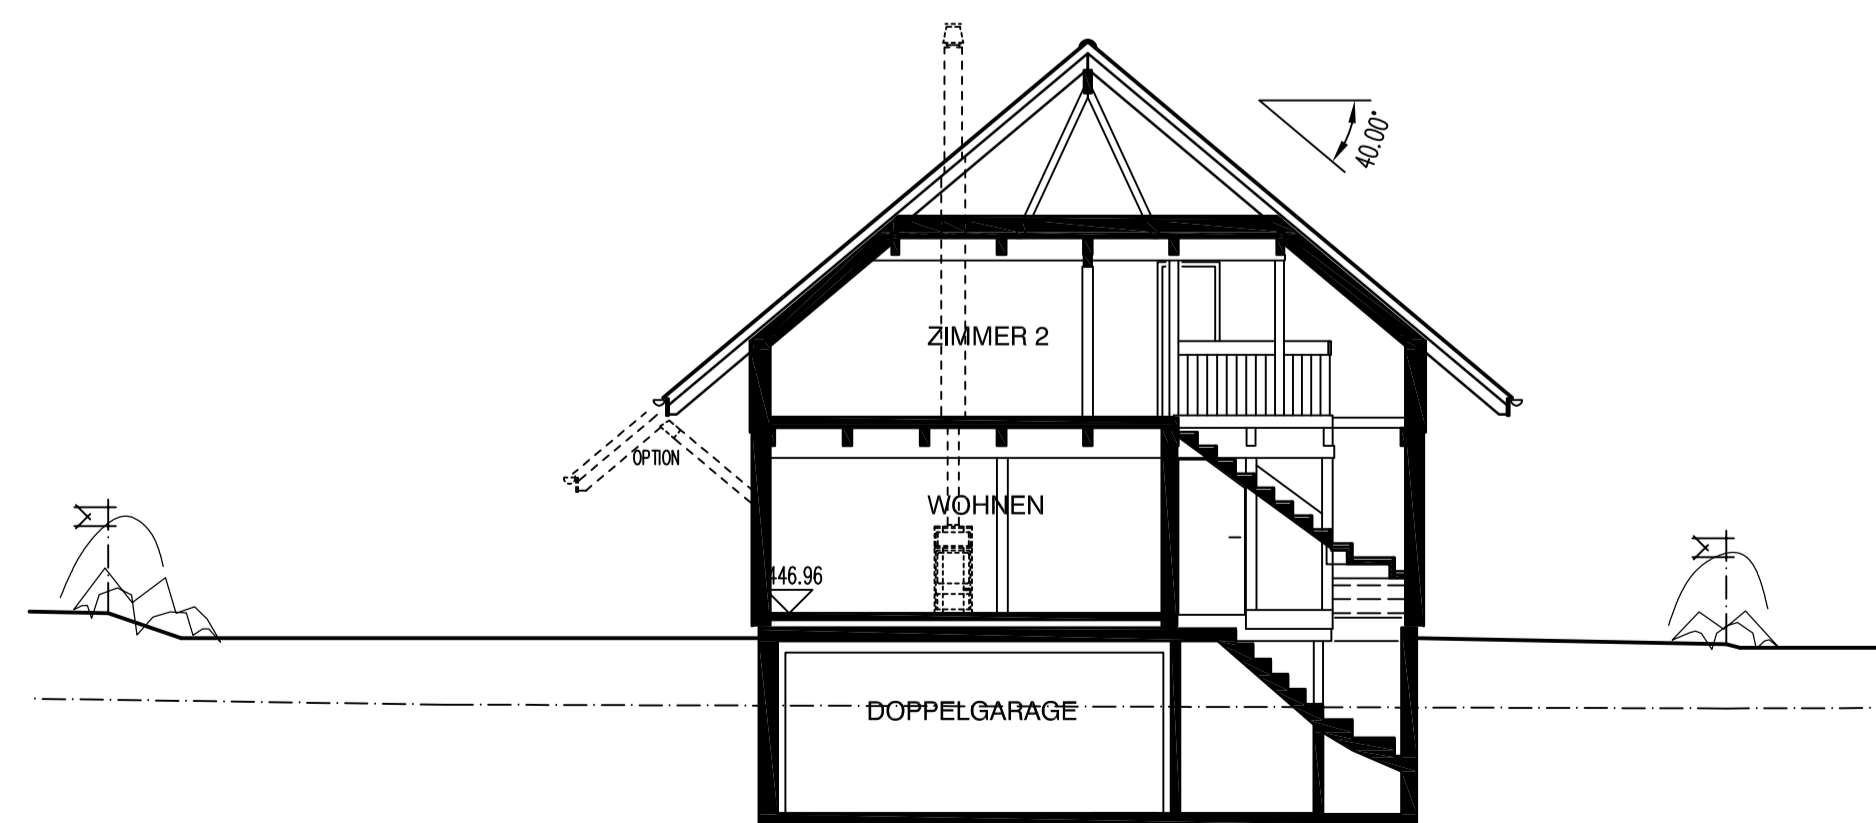 40.00°
ZIMMER 2
OPTION
WOHNEN
446.96
DOPPELGARAGE